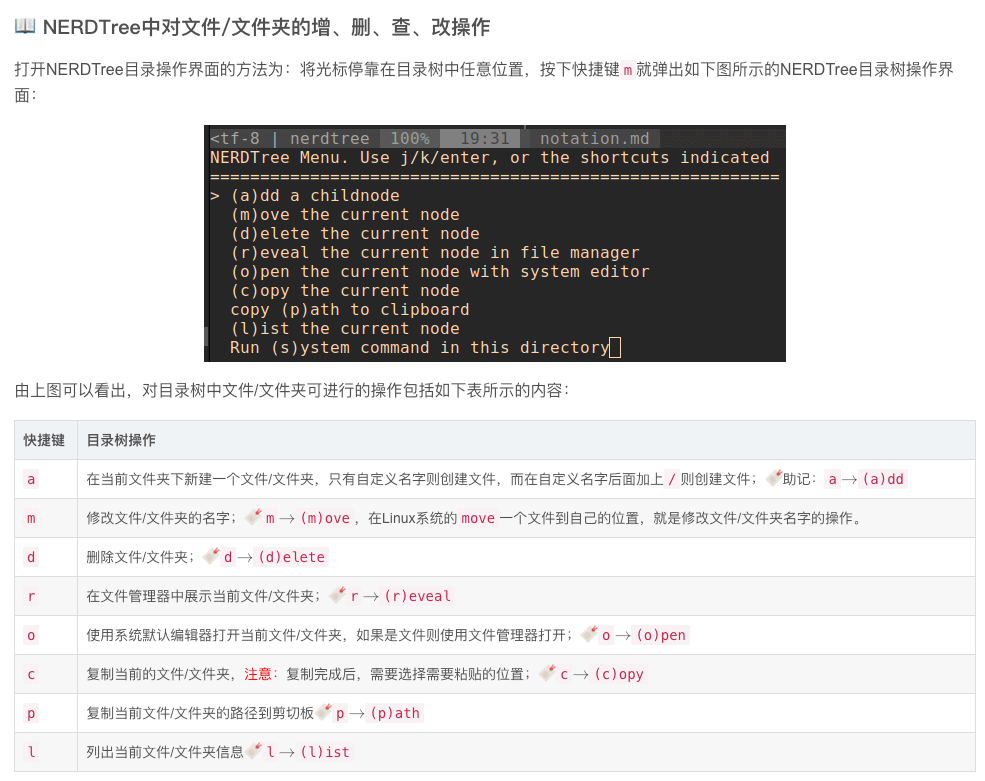 📖 NERDTree中对文件/文件夹的增、删、查、改操作
打开NERDTree目录操作界面的方法为：将光标停靠在目录树中任意位置，按下快捷键 m 就弹出如下图所示的NERDTree目录树操作界
面：
<tf-8 | nerdtree 100% 19:31 notation.md
NERDTree Menu. Use j/k/enter, or the shortcuts indicated
=========================================================
> (a)dd a childnode
(m)ove the current node
(d)elete the current node
(r)eveal the current node in file manager
(o)pen the current node with system editor
(c)opy the current node
copy (p)ath to clipboard
(l)ist the current node
Run (s)ystem command in this directory
由上图可以看出，对目录树中文件/文件夹可进行的操作包括如下表所示的内容：
快捷键 目录树操作
a 在当前文件夹下新建一个文件/文件夹，只有自定义名字则创建文件，而在自定义名字后面加上 / 则创建文件；助记： a → (a)dd
m 修改文件/文件夹的名字； m → (m)ove ，在Linux系统的 move 一个文件到自己的位置，就是修改文件/文件夹名字的操作。
d 删除文件/文件夹； d → (d)elete
r 在文件管理器中展示当前文件/文件夹； r → (r)eveal
o 使用系统默认编辑器打开当前文件/文件夹，如果是文件则使用文件管理器打开； o → (o)pen
c 复制当前的文件/文件夹，注意：复制完成后，需要选择需要粘贴的位置； c → (c)opy
p 复制当前文件/文件夹的路径到剪切板 p → (p)ath
l 列出当前文件/文件夹信息 l → (l)ist